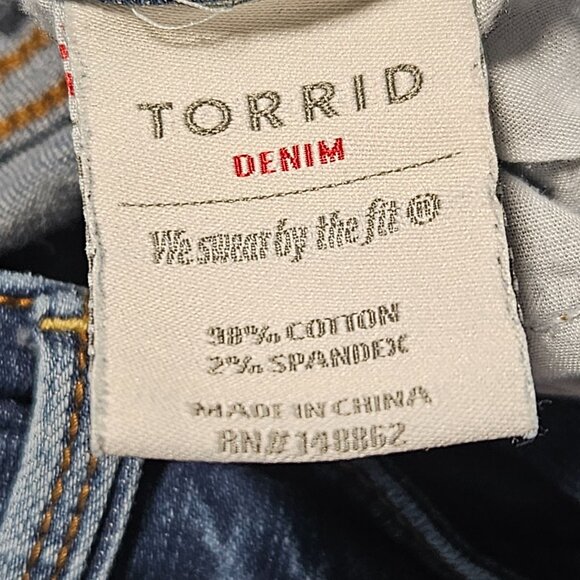 TORRID
DENIM
We swear by the fit ®
98% COTTON
2% SPANDEX
MADE IN CHINA
RN# 148862